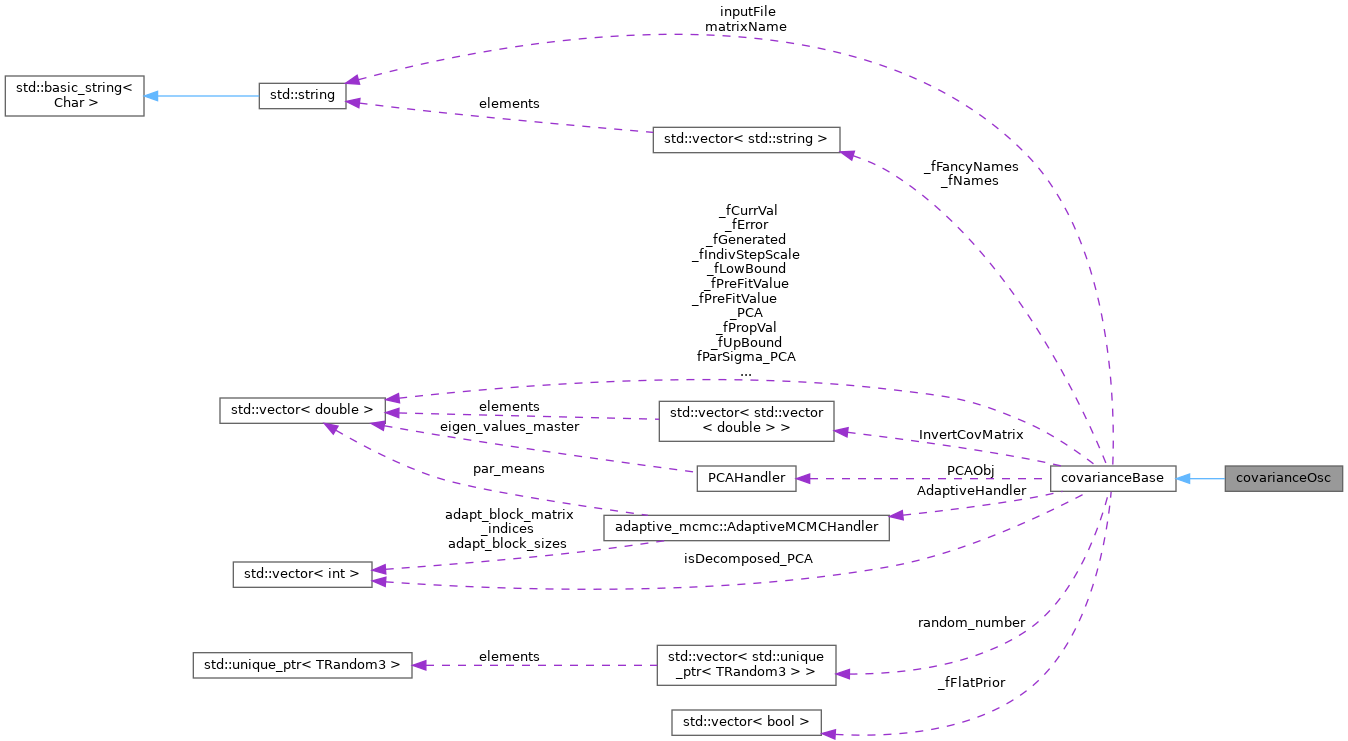 inputFile
matrixName
std::basic_string<
Char >
std::string
elements
std::vector< std::string >
_fFancyNames
_fNames
_fCurrVal
_fError
_fGenerated
_fIndivStepScale
_fLowBound
_fPreFitValue
_fPreFitValue
_PCA
_fPropVal
_fUpBound
fParSigma_PCA
...
std::vector< double >
elements
std::vector< std::vector
< double > >
eigen_values_master
InvertCovMatrix
par_means
PCAHandler
PCAObj
covarianceBase
covarianceOsc
AdaptiveHandler
adapt_block_matrix
_indices
adapt_block_sizes
adaptive_mcmc::AdaptiveMCMCHandler
std::vector< int >
isDecomposed_PCA
random_number
std::unique_ptr< TRandom3 >
elements
std::vector< std::unique
_ptr< TRandom3 > >
_fFlatPrior
std::vector< bool >